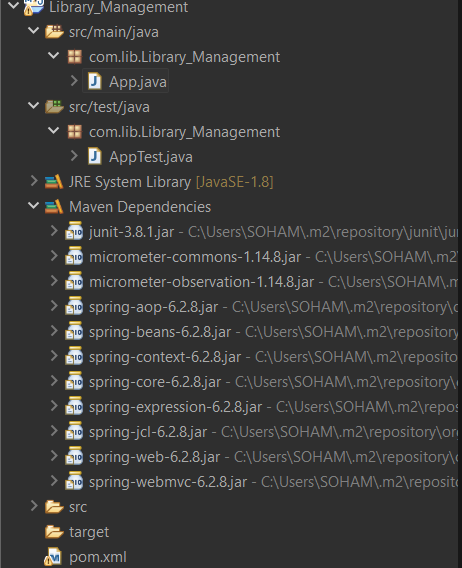 Library_Management
src/main/java
com.lib.Library_Management
App.java
src/test/java
com.lib.Library_Management
AppTest.java
JRE System Library [JavaSE-1.8]
Maven Dependencies
junit-3.8.1.jar - C:\Users\SOHAM\.m2\repository\junit\ju
micrometer-commons-1.14.8.jar - C:\Users\SOHAM\.m2
micrometer-observation-1.14.8.jar - C:\Users\SOHAM\.m
spring-aop-6.2.8.jar - C:\Users\SOHAM\.m2\repository\o
spring-beans-6.2.8.jar - C:\Users\SOHAM\.m2\repository
spring-context-6.2.8.jar - C:\Users\SOHAM\.m2\reposito
spring-core-6.2.8.jar - C:\Users\SOHAM\.m2\repository\
spring-expression-6.2.8.jar - C:\Users\SOHAM\.m2\repos
spring-jcl-6.2.8.jar - C:\Users\SOHAM\.m2\repository\org
spring-web-6.2.8.jar - C:\Users\SOHAM\.m2\repository\o
spring-webmvc-6.2.8.jar - C:\Users\SOHAM\.m2\reposito
src
target
pom.xml